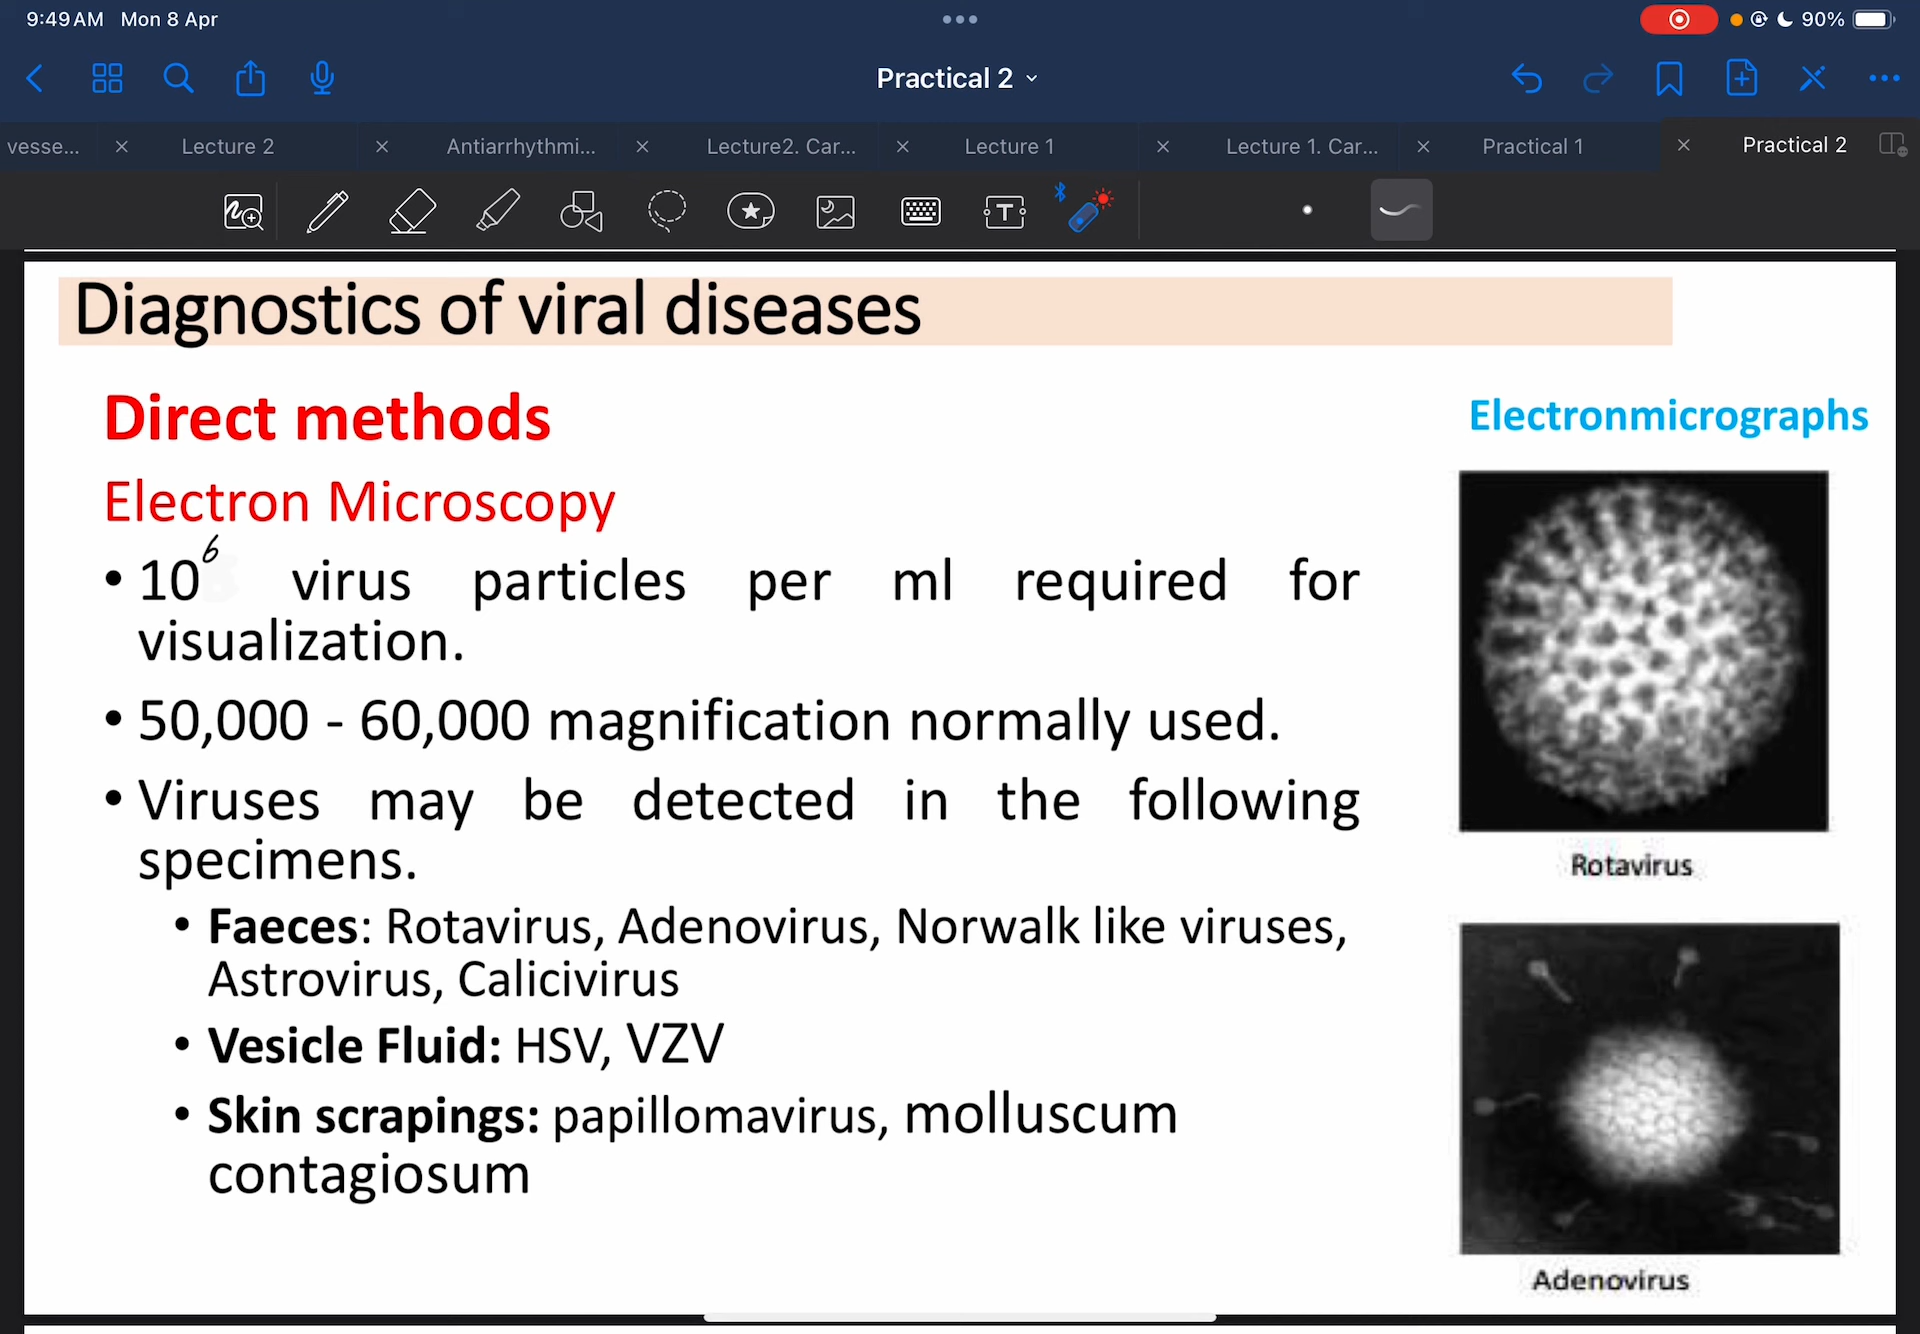 9:49 AM Mon 8 Apr
90%
Practical 2
vesse...
Lecture 2
Antiarrhythmi...
Lecture2. Car...
Lecture 1
Lecture 1. Car...
Practical 1
Practical 2
Diagnostics of viral diseases
Direct methods
Electron Microscopy
• 10⁶ virus particles per ml required for
visualization.
• 50,000 - 60,000 magnification normally used.
• Viruses may be detected in the following
specimens.
• Faeces: Rotavirus, Adenovirus, Norwalk like viruses,
Astrovirus, Calicivirus
• Vesicle Fluid: HSV, VZV
• Skin scrapings: papillomavirus, molluscum
contagiosum
Electronmicrographs
Rotavirus
Adenovirus